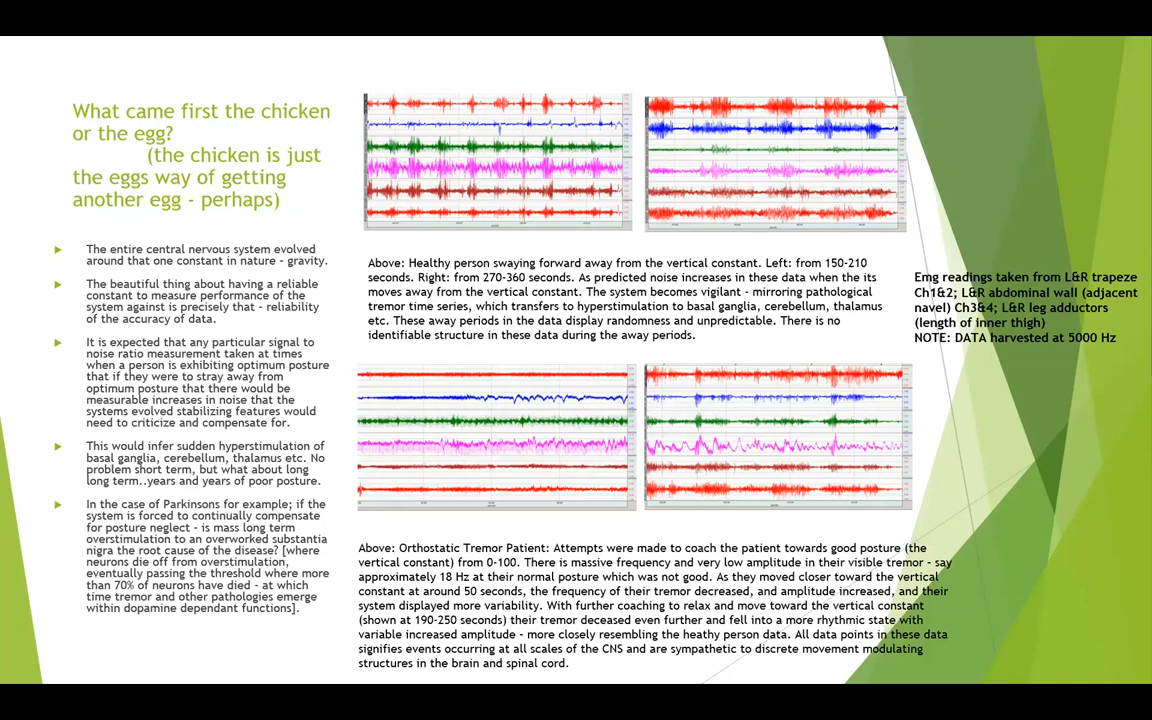 What came first the chicken
or the egg?
(the chicken is just
the eggs way of getting
another egg - perhaps)
The entire central nervous system evolved
around that one constant in nature – gravity.
The beautiful thing about having a reliable
constant to measure performance of the
system against is precisely that – reliability
of the accuracy of data.
It is expected that any particular signal to
noise ratio measurement taken at times
when a person is exhibiting optimum posture
that if they were to stray away from
optimum posture that there would be
measurable increases in noise that the
systems evolved stabilizing features would
need to criticize and compensate for.
This would infer sudden hyperstimulation of
basal ganglia, cerebellum, thalamus etc. No
problem short term, but what about long
long term..years and years of poor posture.
In the case of Parkinsons for example; if the
system is forced to continually compensate
for posture neglect – is mass long term
overstimulation to an overworked substantia
nigra the root cause of the disease? [where
neurons die off from overstimulation,
eventually passing the threshold where more
than 70% of neurons have died – at which
time tremor and other pathologies emerge
within dopamine dependant functions].
Above: Healthy person swaying forward away from the vertical constant. Left: from 150-210
seconds. Right: from 270-360 seconds. As predicted noise increases in these data when the its
moves away from the vertical constant. The system becomes vigilant - mirroring pathological
tremor time series, which transfers to hyperstimulation to basal ganglia, cerebellum, thalamus
etc. These away periods in the data display randomness and unpredictable. There is no
identifiable structure in these data during the away periods.
Emg readings taken from L&R trapeze
Ch1&2; L&R abdominal wall (adjacent
navel) Ch3&4; L&R leg adductors
(length of inner thigh)
NOTE: DATA harvested at 5000 Hz
Above: Orthostatic Tremor Patient: Attempts were made to coach the patient towards good posture (the
vertical constant) from 0-100. There is massive frequency and very low amplitude in their visible tremor – say
approximately 18 Hz at their normal posture which was not good. As they moved closer toward the vertical
constant at around 50 seconds, the frequency of their tremor decreased, and amplitude increased, and their
system displayed more variability. With further coaching to relax and move toward the vertical constant
(shown at 190-250 seconds) their tremor deceased even further and fell into a more rhythmic state with
variable increased amplitude – more closely resembling the heathy person data. All data points in these data
signifies events occurring at all scales of the CNS and are sympathetic to discrete movement modulating
structures in the brain and spinal cord.